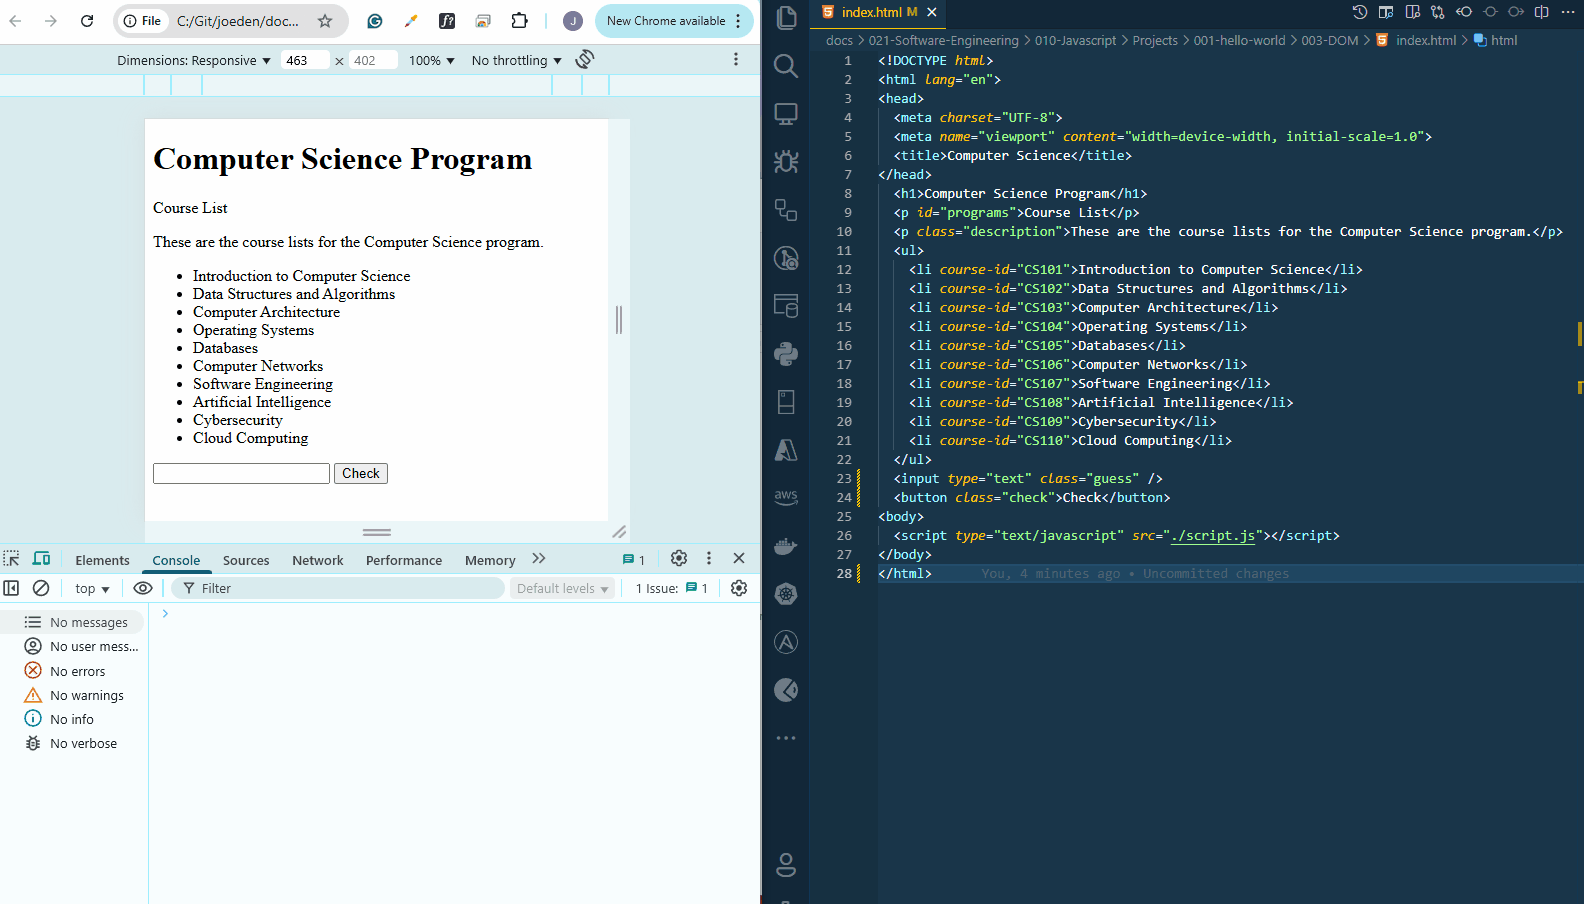 File C:/Git/joeden/doc... J New Chrome available
Dimensions: Responsive ▼ 463 × 402 100% ▼ No throttling ▼
Computer Science Program
Course List
These are the course lists for the Computer Science program.
• Introduction to Computer Science
• Data Structures and Algorithms
• Computer Architecture
• Operating Systems
• Databases
• Computer Networks
• Software Engineering
• Artificial Intelligence
• Cybersecurity
• Cloud Computing
Check
Elements Console Sources Network Performance Memory 1
top ▼ Filter Default levels ▼ 1 Issue: 1
No messages
No user mess...
No errors
No warnings
No info
No verbose
aws
index.html M
docs > 021-Software-Engineering > 010-Javascript > Projects > 001-hello-world > 003-DOM > index.html > html
1 <!DOCTYPE html>
2 <html lang="en">
3 <head>
4 <meta charset="UTF-8">
5 <meta name="viewport" content="width=device-width, initial-scale=1.0">
6 <title>Computer Science</title>
7 </head>
8 <h1>Computer Science Program</h1>
9 <p id="programs">Course List</p>
10 <p class="description">These are the course lists for the Computer Science program.</p>
11 <ul>
12 <li course-id="CS101">Introduction to Computer Science</li>
13 <li course-id="CS102">Data Structures and Algorithms</li>
14 <li course-id="CS103">Computer Architecture</li>
15 <li course-id="CS104">Operating Systems</li>
16 <li course-id="CS105">Databases</li>
17 <li course-id="CS106">Computer Networks</li>
18 <li course-id="CS107">Software Engineering</li>
19 <li course-id="CS108">Artificial Intelligence</li>
20 <li course-id="CS109">Cybersecurity</li>
21 <li course-id="CS110">Cloud Computing</li>
22 </ul>
23 <input type="text" class="guess" />
24 <button class="check">Check</button>
25 <body>
26 <script type="text/javascript" src="./script.js"></script>
27 </body>
28 </html> You, 4 minutes ago • Uncommitted changes